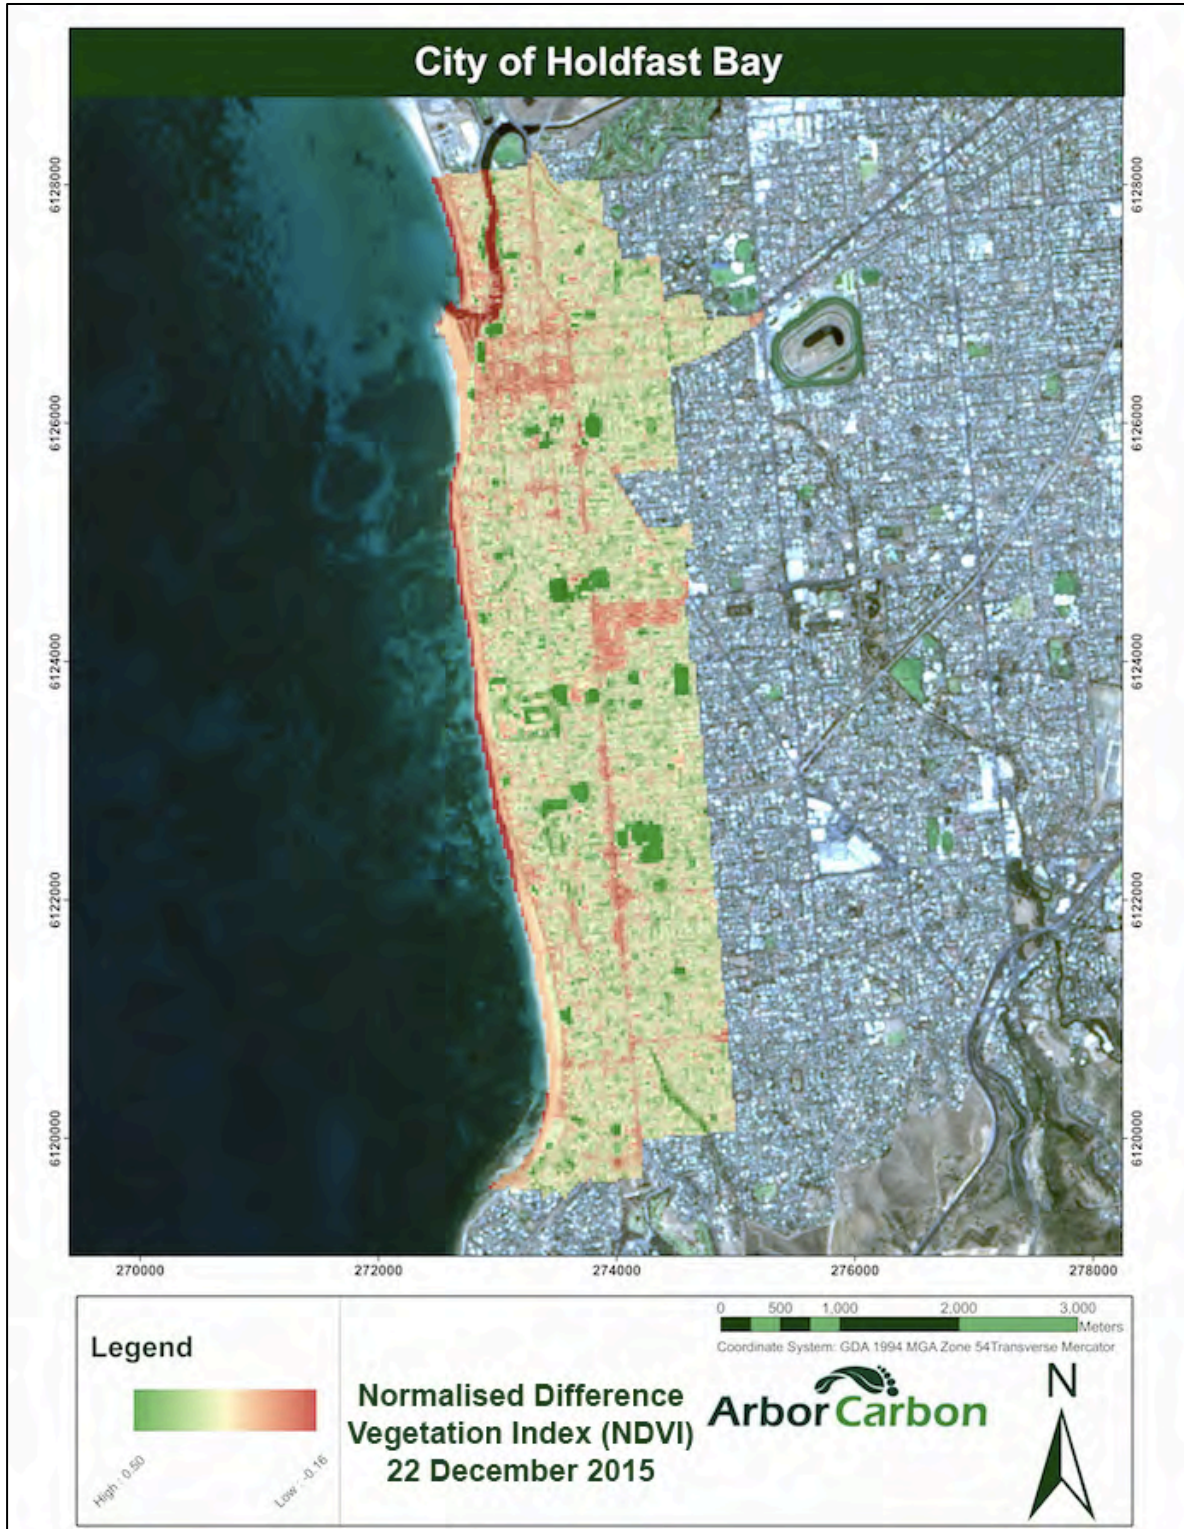 City of Holdfast Bay
6128000
6128000
6126000
6126000
6124000
6124000
6122000
6122000
6120000
6120000
270000 272000 274000 276000 278000
Legend
High : 0.50
Low : -0.16
Normalised Difference
Vegetation Index (NDVI)
22 December 2015
0 500 1,000 2,000 3,000
Meters
Coordinate System: GDA 1994 MGA Zone 54Transverse Mercator
ArborCarbon
N